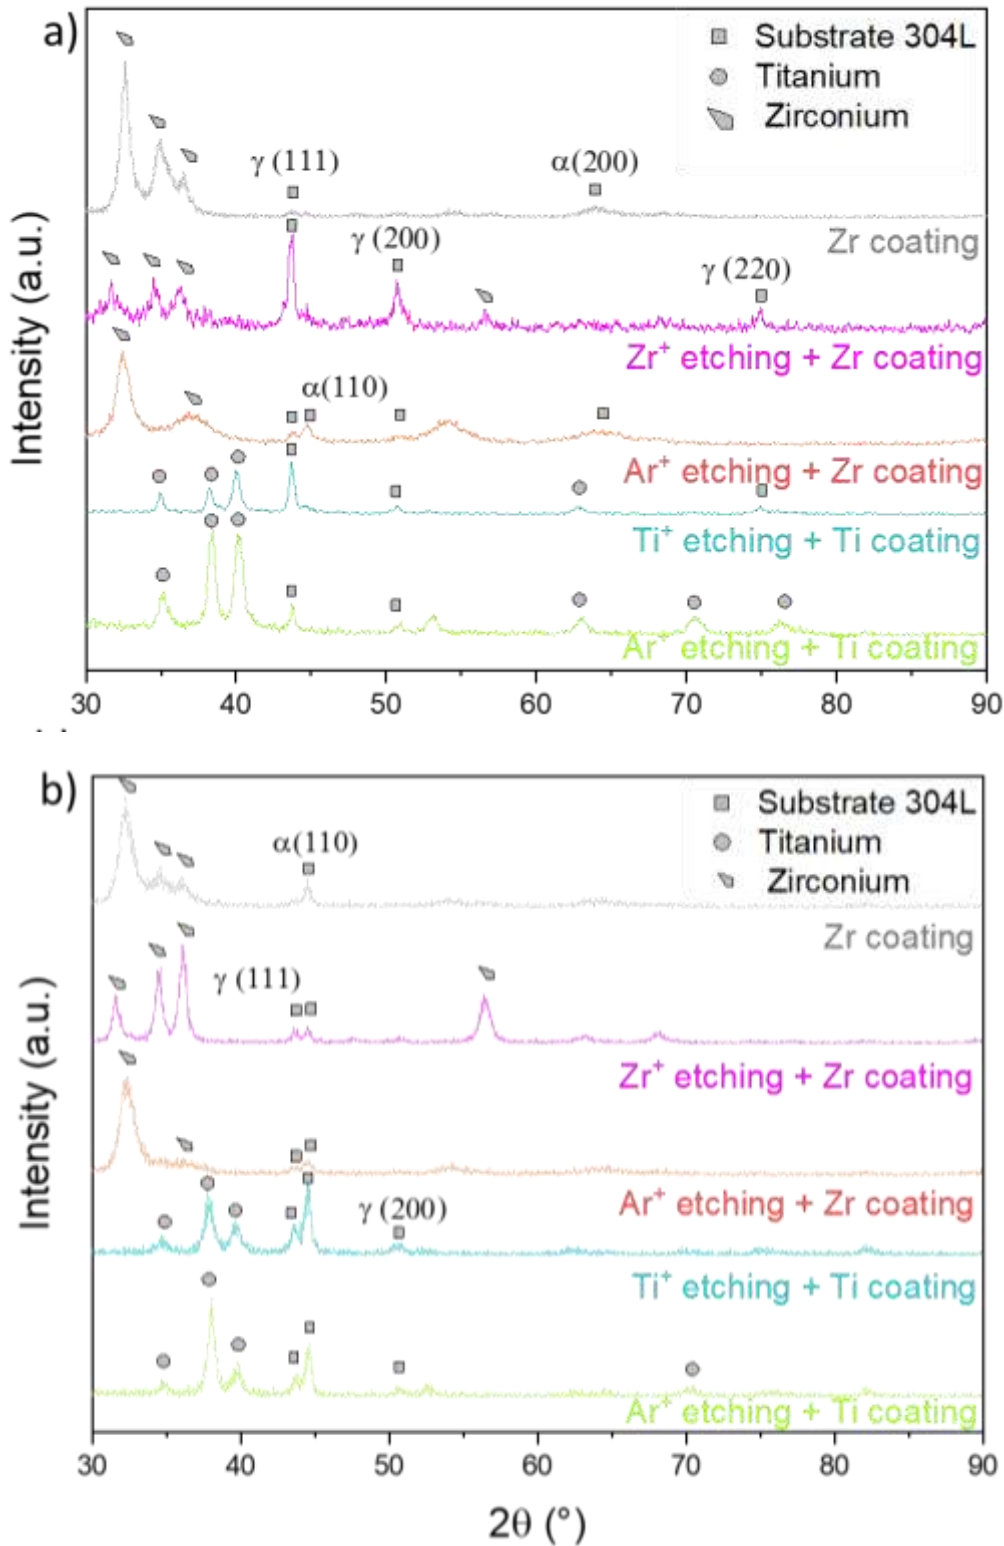 a)
Substrate 304L
Titanium
Zirconium
γ (111)
α(200)
Zr coating
γ (200)
γ (220)
Zr⁺ etching + Zr coating
α(110)
Ar⁺ etching + Zr coating
Ti⁺ etching + Ti coating
Ar⁺ etching + Ti coating
Intensity (a.u.)
30 40 50 60 70 80 90
b)
Substrate 304L
Titanium
Zirconium
α(110)
Zr coating
γ (111)
Zr⁺ etching + Zr coating
Ar⁺ etching + Zr coating
γ (200)
Ti⁺ etching + Ti coating
Ar⁺ etching + Ti coating
Intensity (a.u.)
30 40 50 60 70 80 90
2θ (°)